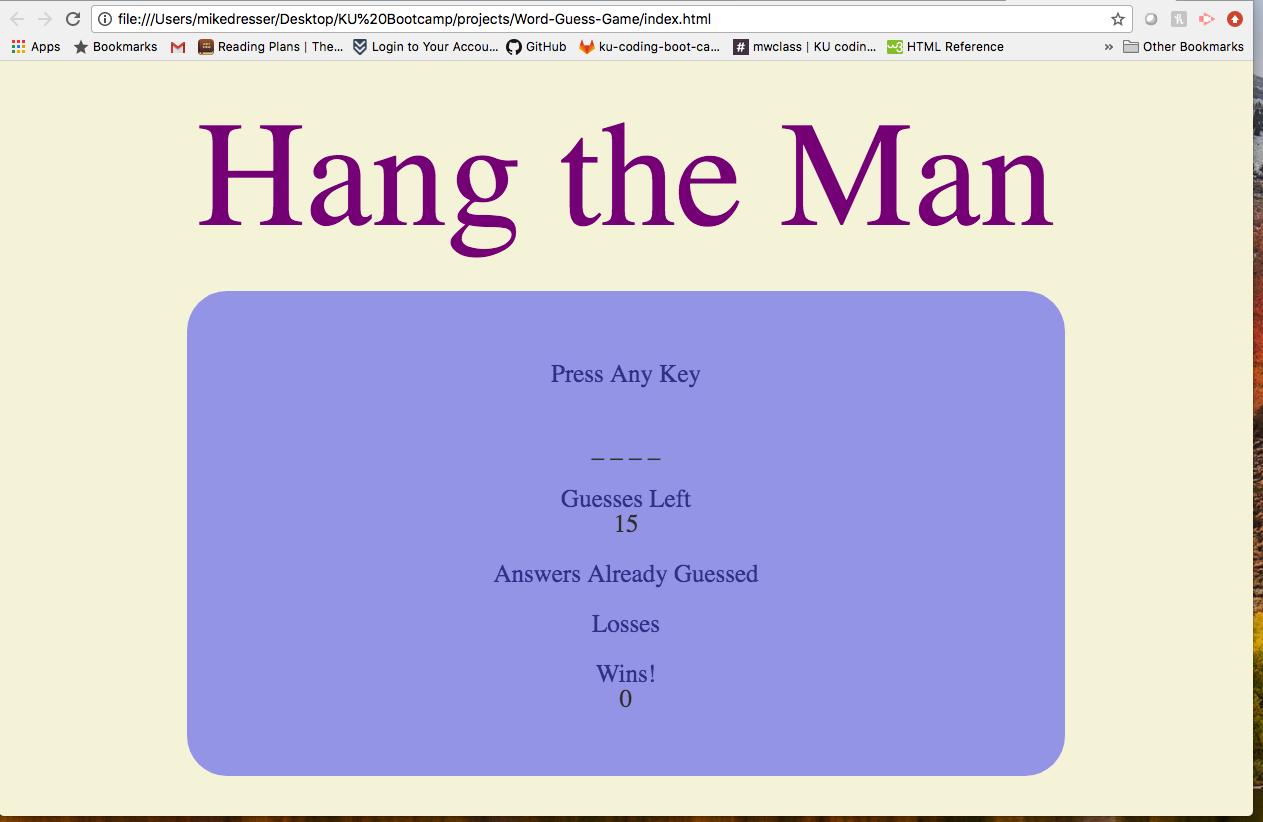 file:///Users/mikedresser/Desktop/KU%20Bootcamp/projects/Word-Guess-Game/index.html
Apps Bookmarks Reading Plans | The... Login to Your Accou... GitHub ku-coding-boot-ca... # mwclass | KU codin... w3 HTML Reference » Other Bookmarks
Hang the Man
Press Any Key
_ _ _ _
Guesses Left
15
Answers Already Guessed
Losses
Wins!
0